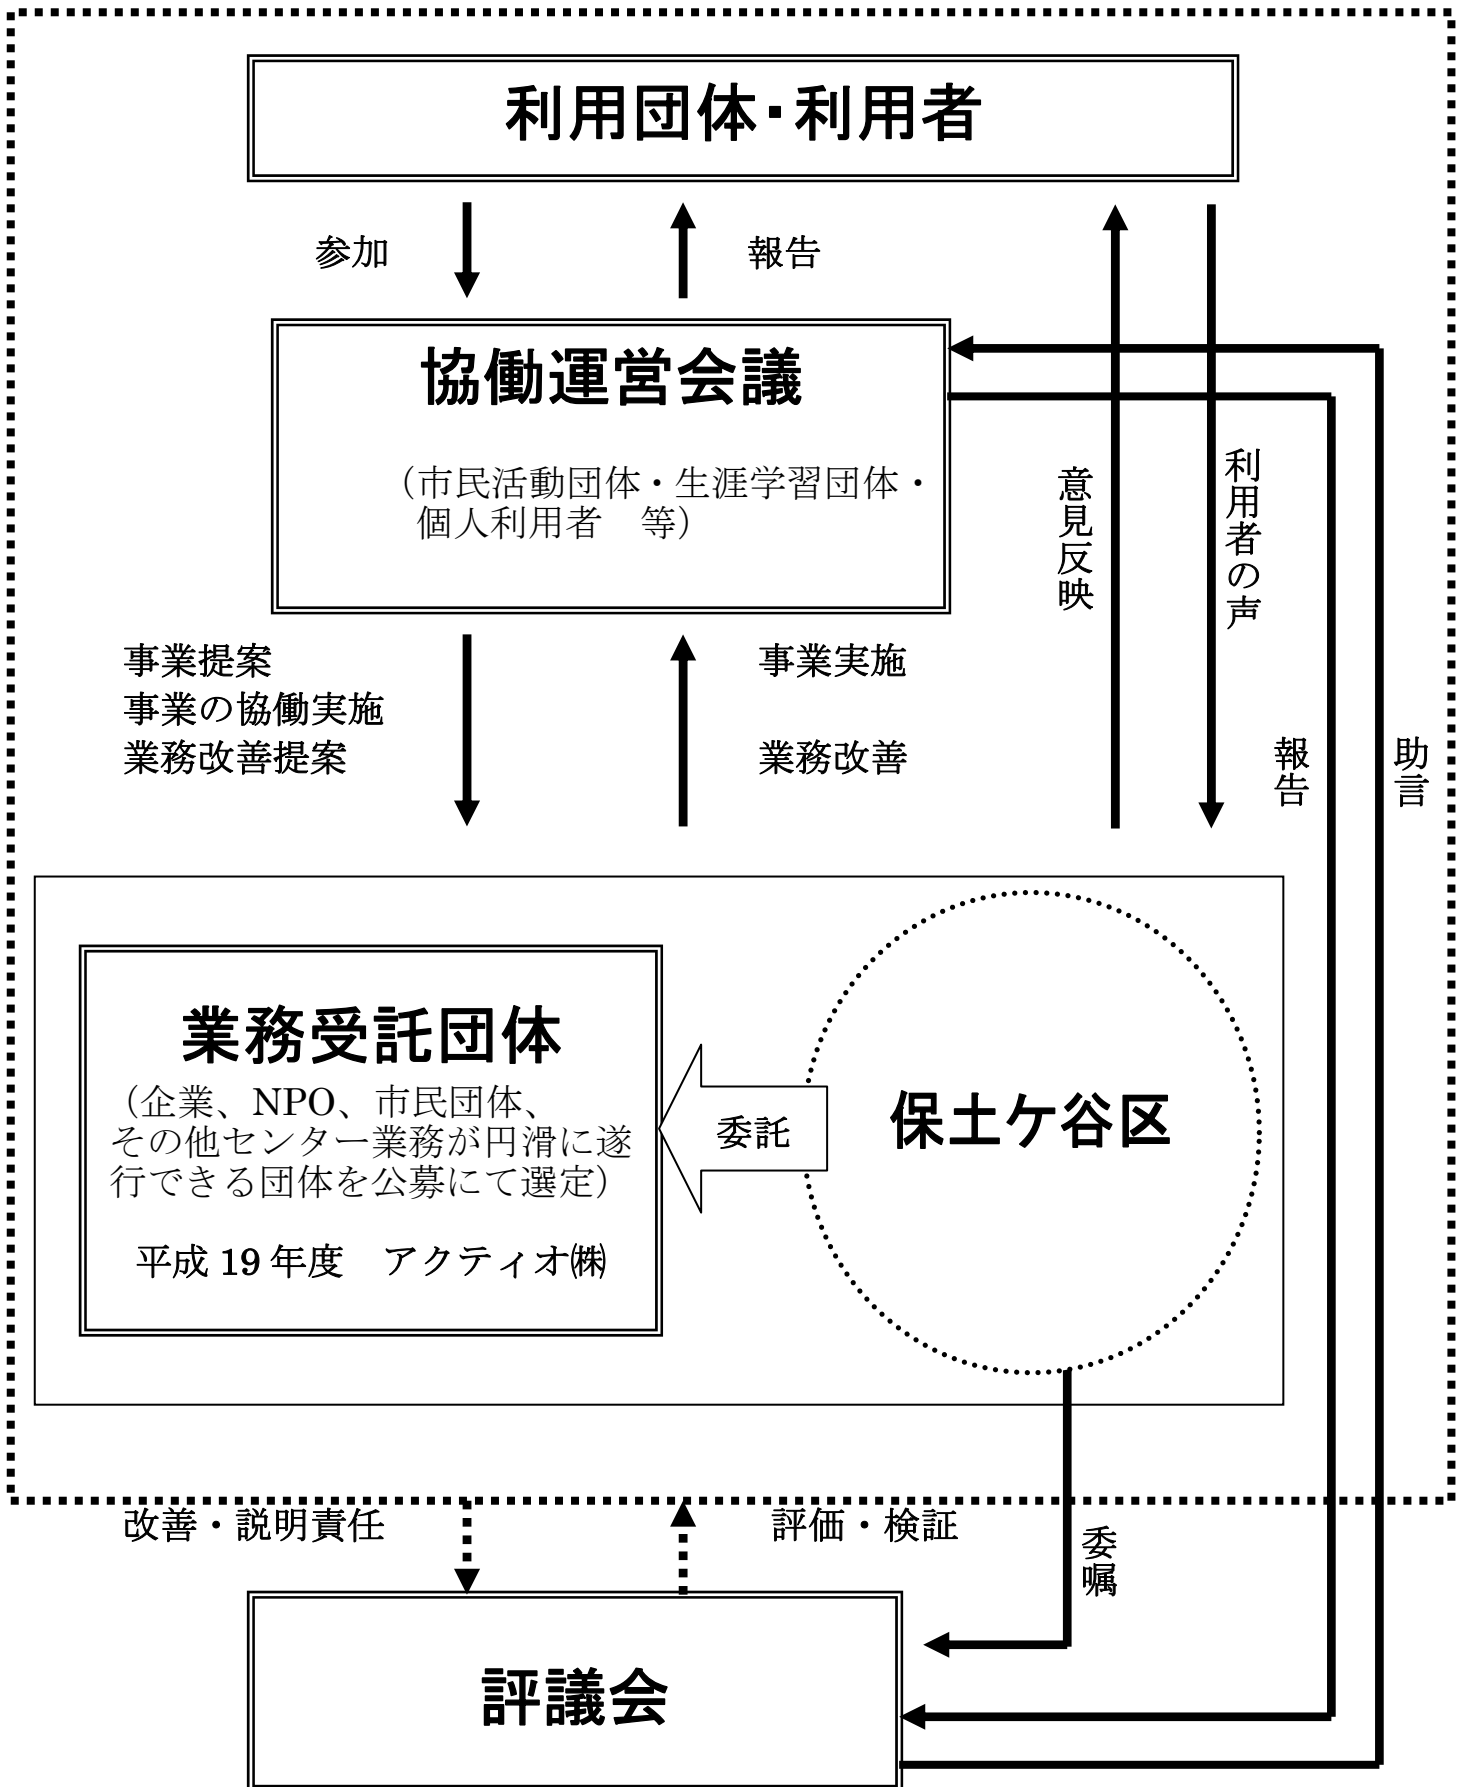 利用団体・利用者
参加
報告
協働運営会議
（市民活動団体・生涯学習団体・
個人利用者　等）
意見反映
利用者の声
事業提案
事業の協働実施
業務改善提案
事業実施
業務改善
報告
助言
業務受託団体
（企業、NPO、市民団体、
その他センター業務が円滑に遂
行できる団体を公募にて選定）
平成 19 年度　アクティオ㈱
委託
保土ケ谷区
改善・説明責任
評価・検証
委嘱
評議会